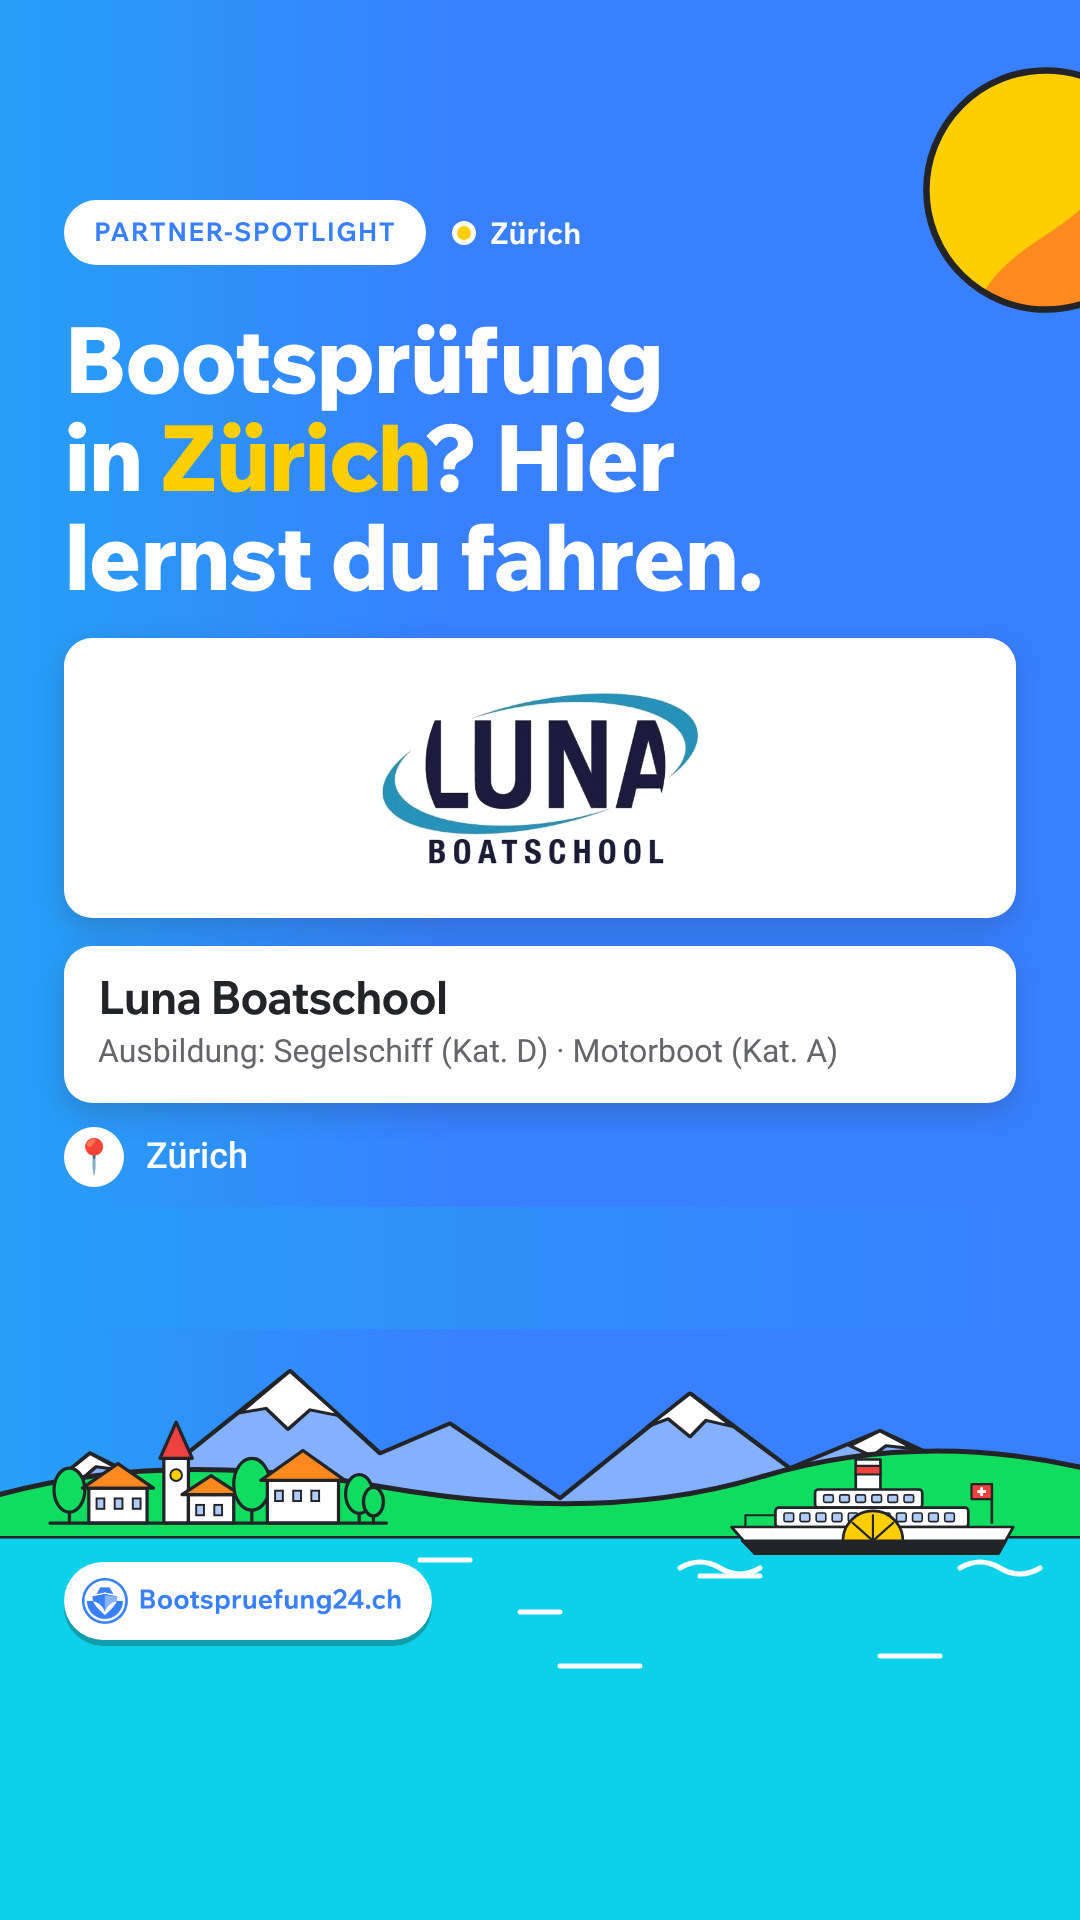 PARTNER-SPOTLIGHT
Zürich
Bootsprüfung
in Zürich? Hier
lernst du fahren.
LUNA
BOATSCHOOL
Luna Boatschool
Ausbildung: Segelschiff (Kat. D) · Motorboot (Kat. A)
Zürich
Bootspruefung24.ch